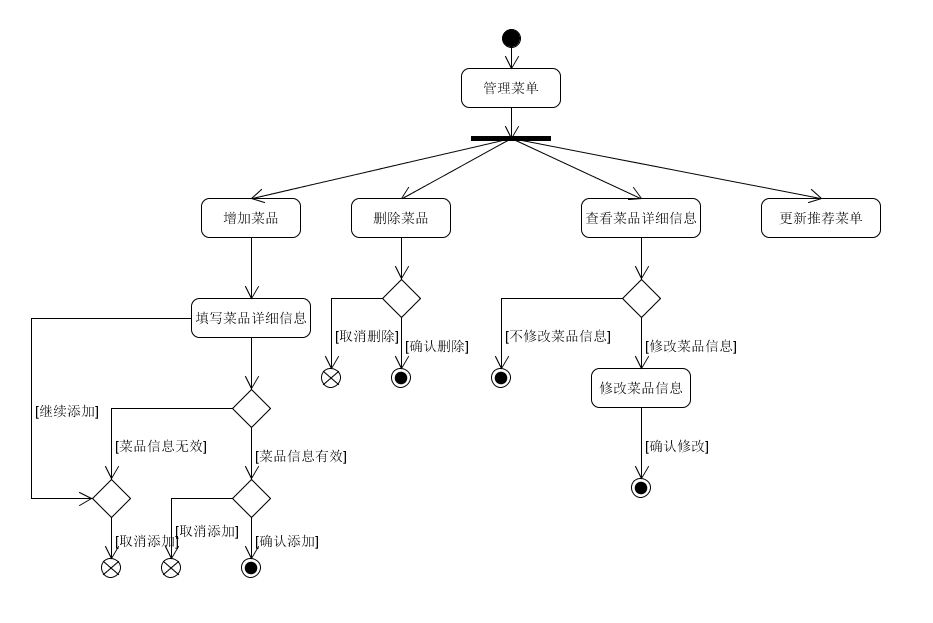 管理菜单
增加菜品
删除菜品
查看菜品详细信息
更新推荐菜单
填写菜品详细信息
[取消删除]
[确认删除]
[不修改菜品信息]
[修改菜品信息]
修改菜品信息
[继续添加]
[菜品信息无效]
[菜品信息有效]
[确认修改]
[取消添加]
[取消添加]
[确认添加]